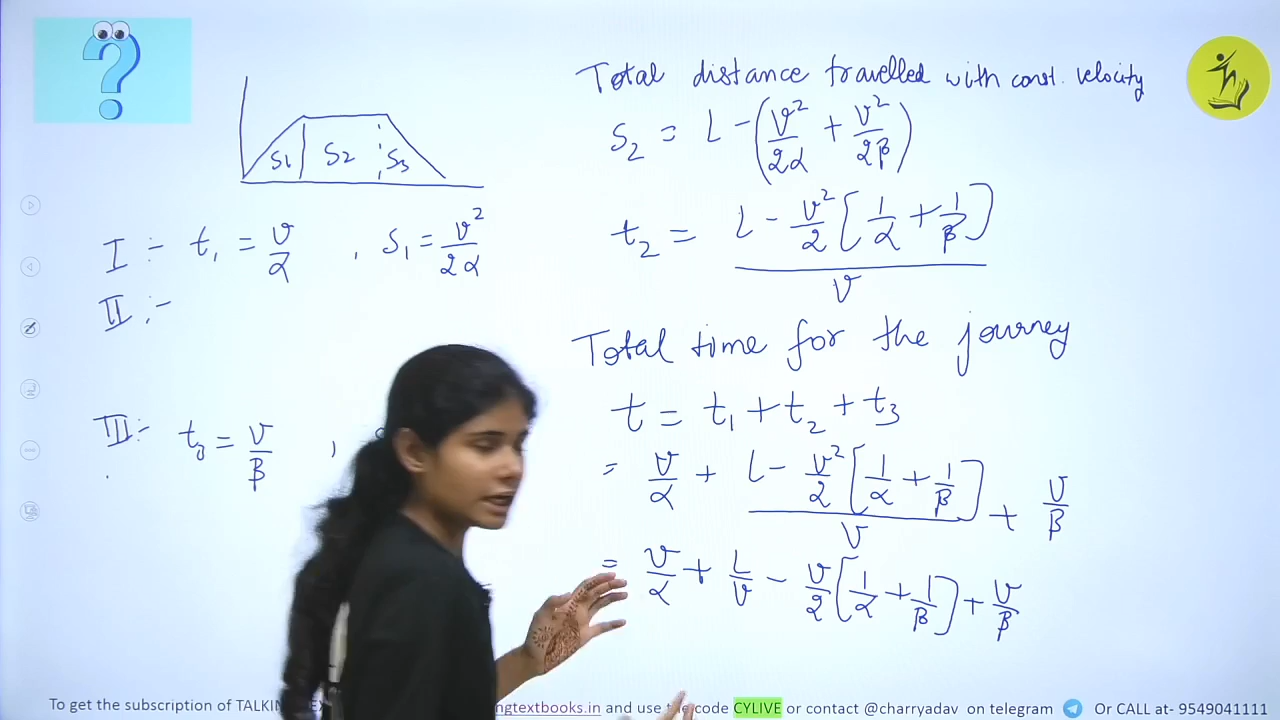 S1 S2 S3
I :- t₁ = v/α , S₁ = v²/2α
II :-
III :- t₃ = v/β ,
Total distance travelled with const. velocity
S₂ = L - (v²/2α + v²/2β)
t₂ = (L - v²/2 [1/α + 1/β]) / v
Total time for the journey
t = t₁ + t₂ + t₃
= v/α + (L - v²/2 [1/α + 1/β]) / v + v/β
= v/α + L/v - v/2 [1/α + 1/β] + v/β
To get the subscription of ngtextbooks.in and use the code CYLIVE or contact @charryadav on telegram Or CALL at- 9549041111